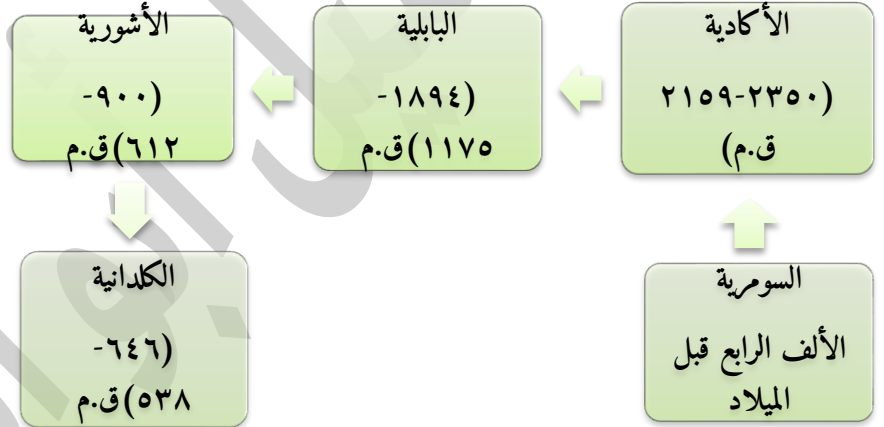 السومرية
الألف الرابع قبل
الميلاد
الأكادية
(٢٣٥٠-٢١٥٩
ق.م)
البابلية
(١٨٩٤-
١١٧٥)ق.م
الأشورية
(٩٠٠-
٦١٢)ق.م
الكلدانية
(٦٤٦-
٥٣٨)ق.م